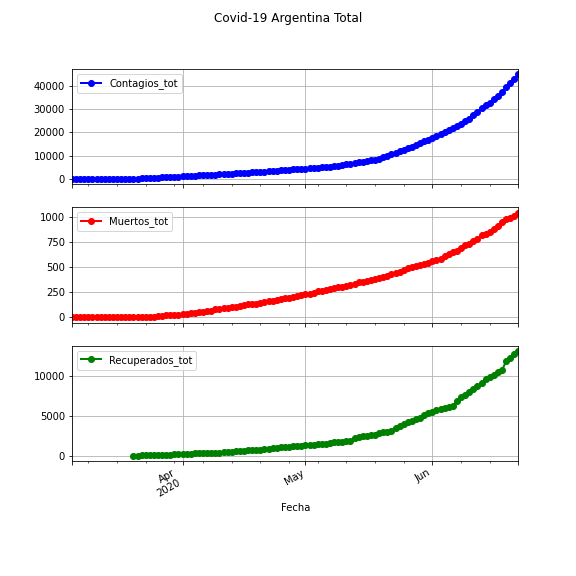 Covid-19 Argentina Total
Contagios_tot
40000
30000
20000
10000
0
Muertos_tot
1000
750
500
250
0
Recuperados_tot
10000
5000
0
Apr
2020
May
Jun
Fecha